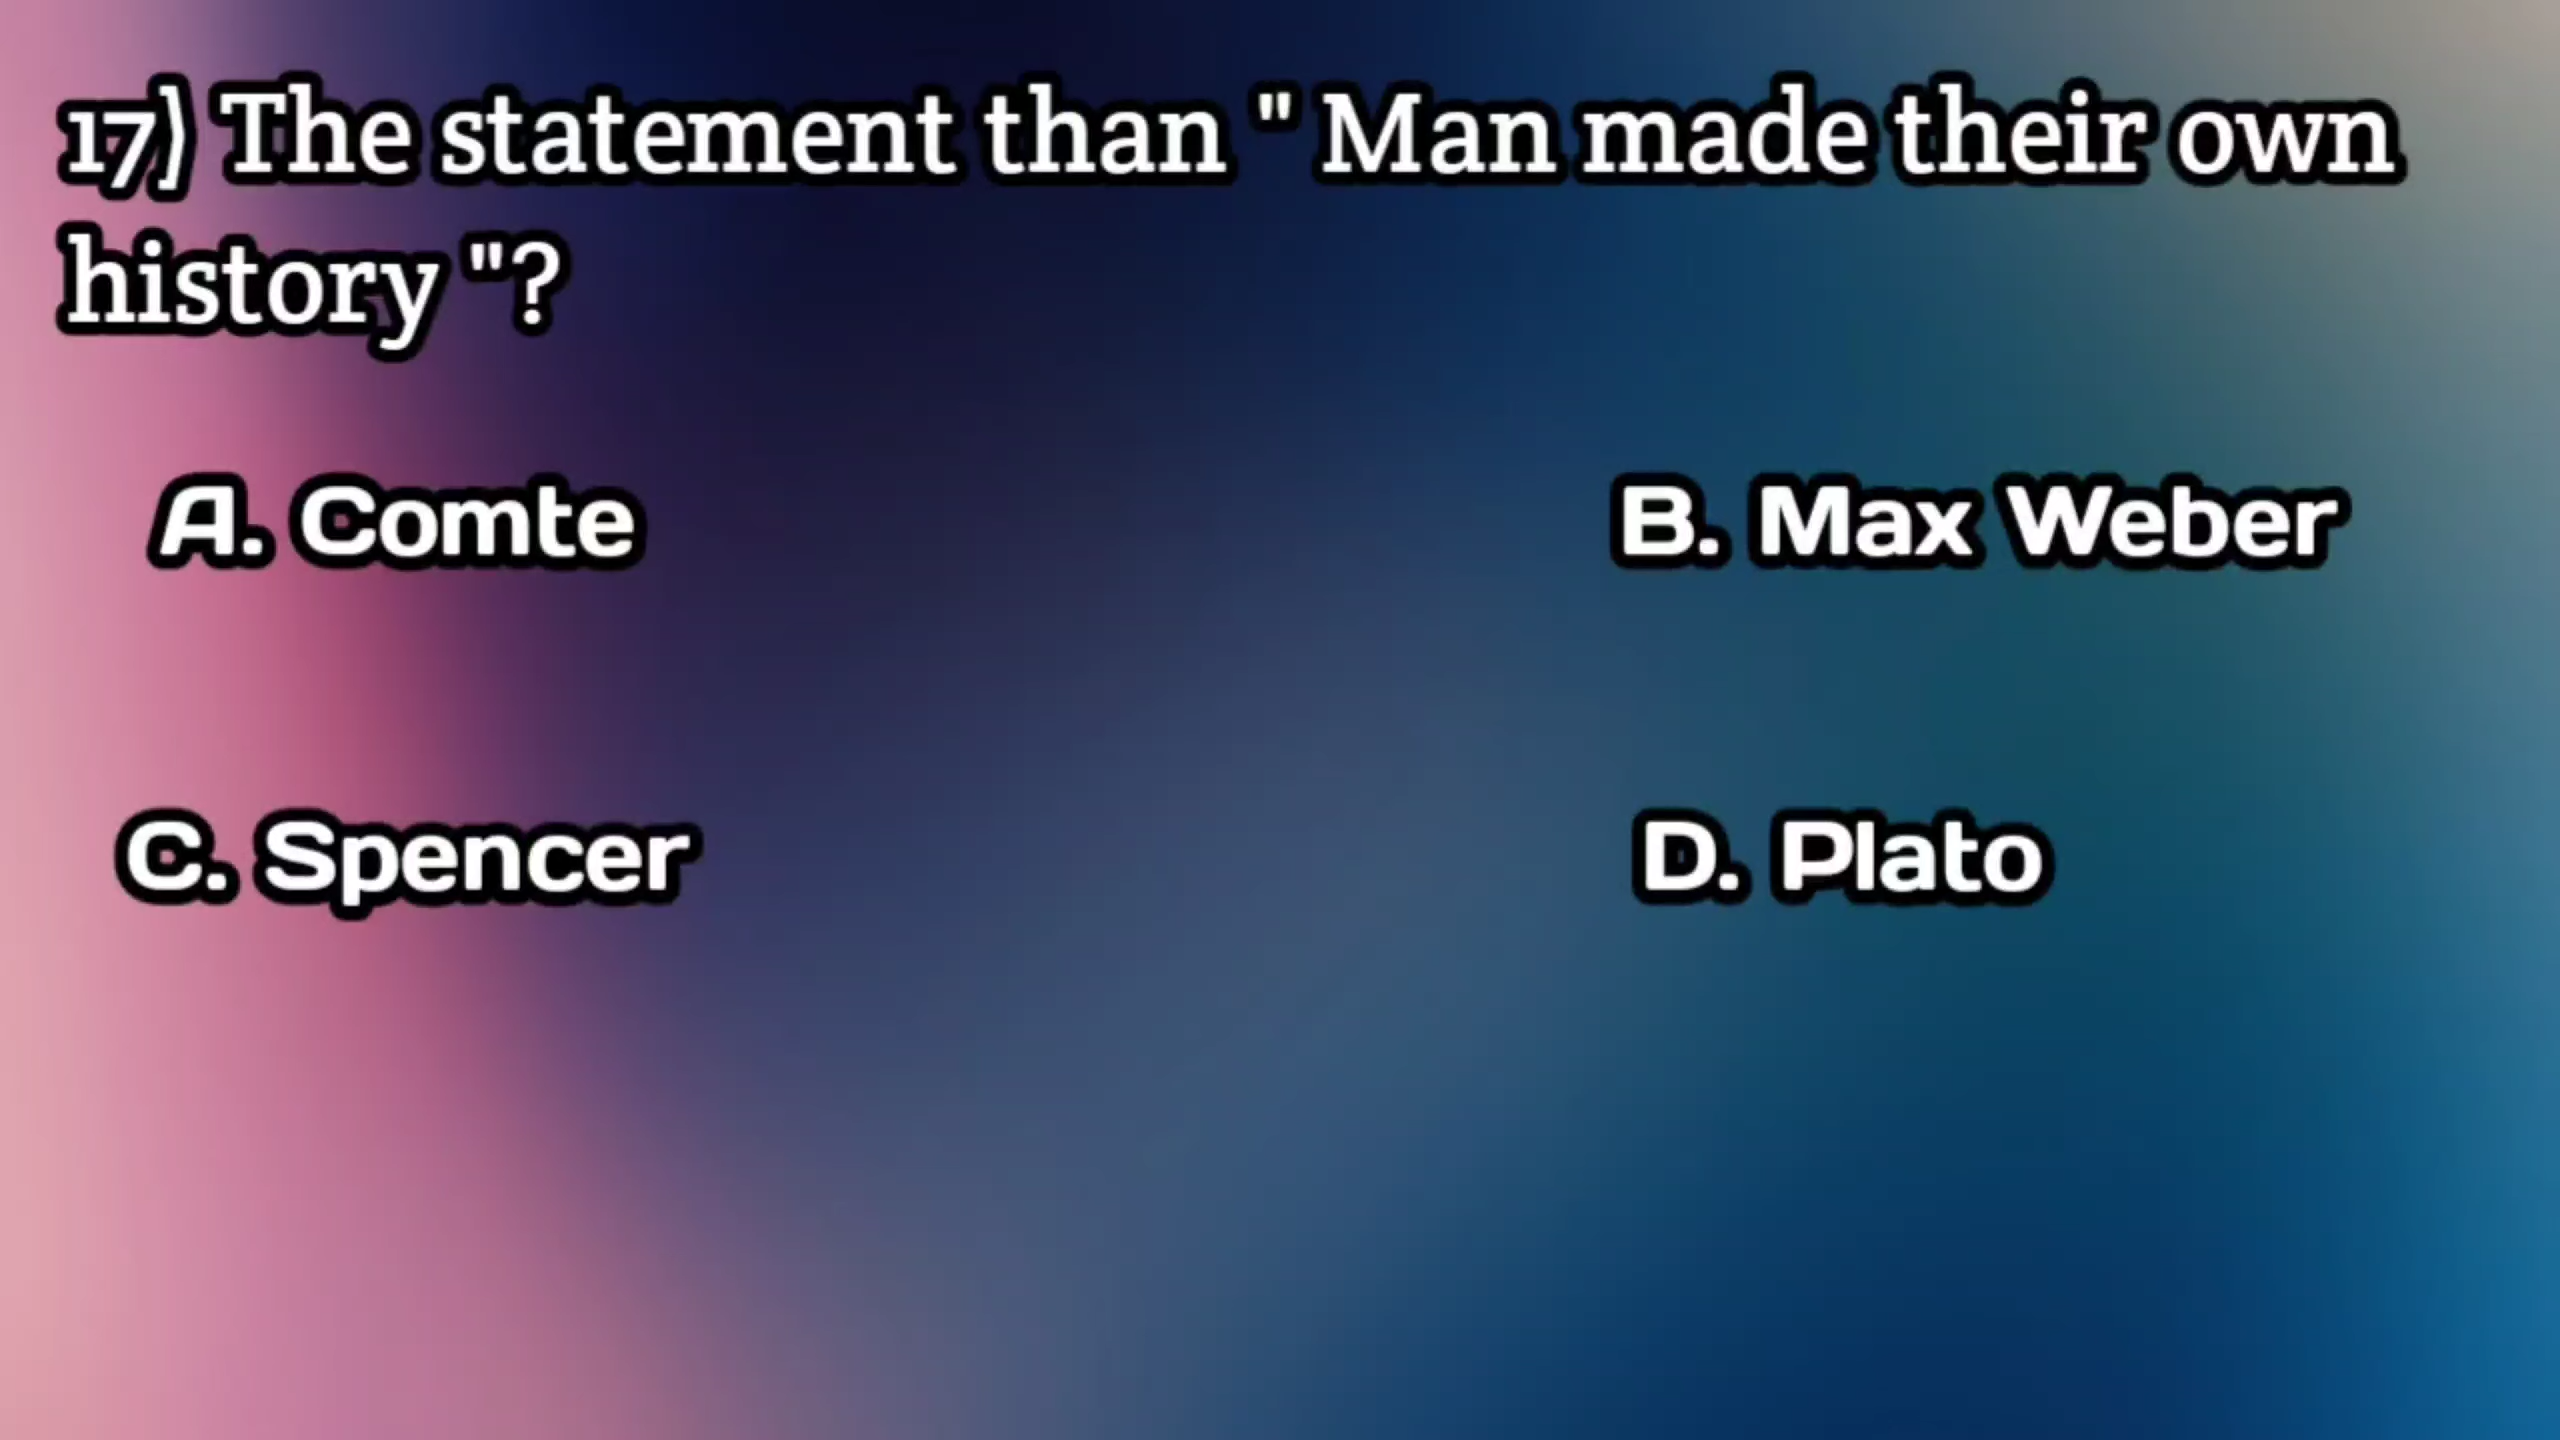 17) The statement than " Man made their own
history "?
A. Comte
B. Max Weber
C. Spencer
D. Plato